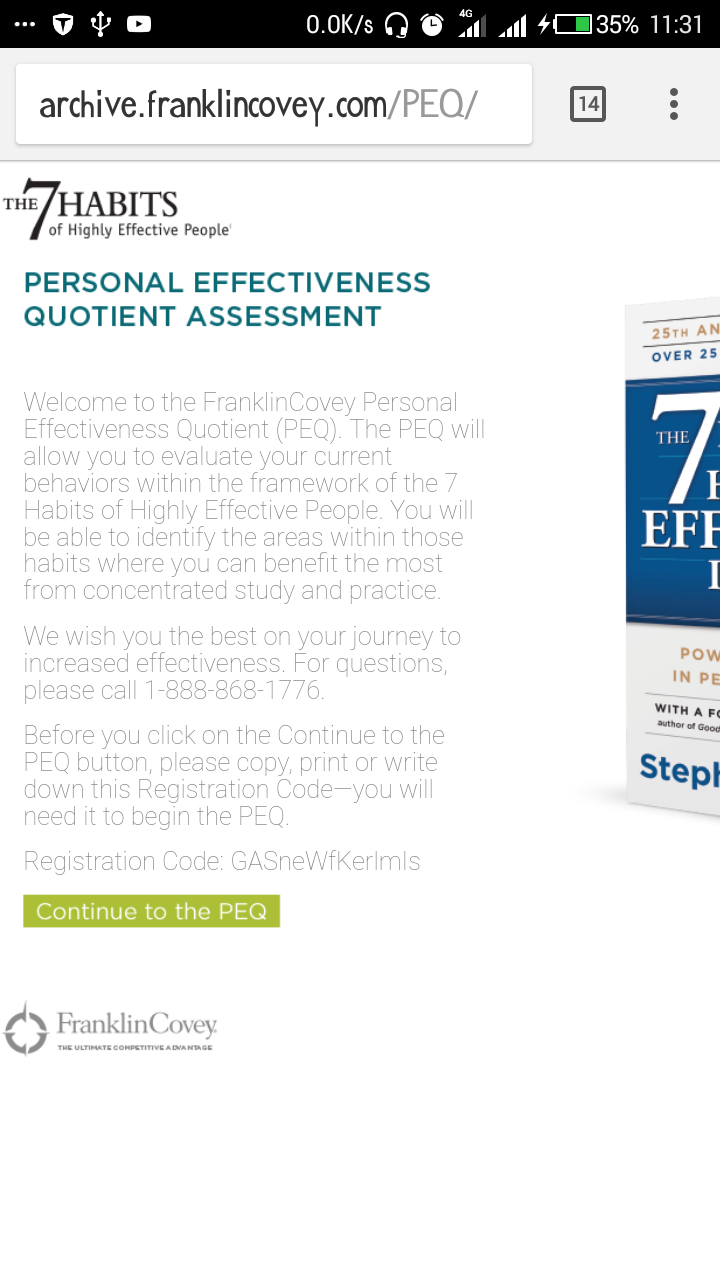 0.0K/s 4G 35% 11:31
archive.franklincovey.com/PEQ/
14
THE 7 HABITS
of Highly Effective People
PERSONAL EFFECTIVENESS
QUOTIENT ASSESSMENT
Welcome to the FranklinCovey Personal
Effectiveness Quotient (PEQ). The PEQ will
allow you to evaluate your current
behaviors within the framework of the 7
Habits of Highly Effective People. You will
be able to identify the areas within those
habits where you can benefit the most
from concentrated study and practice.
We wish you the best on your journey to
increased effectiveness. For questions,
please call 1-888-868-1776.
Before you click on the Continue to the
PEQ button, please copy, print or write
down this Registration Code—you will
need it to begin the PEQ.
Registration Code: GASneWfKerImIs
Continue to the PEQ
FranklinCovey
THE ULTIMATE COMPETITIVE ADVANTAGE
25TH AN
OVER 25
THE 7
EFF
POW
IN PE
WITH A FO
author of Good
Steph